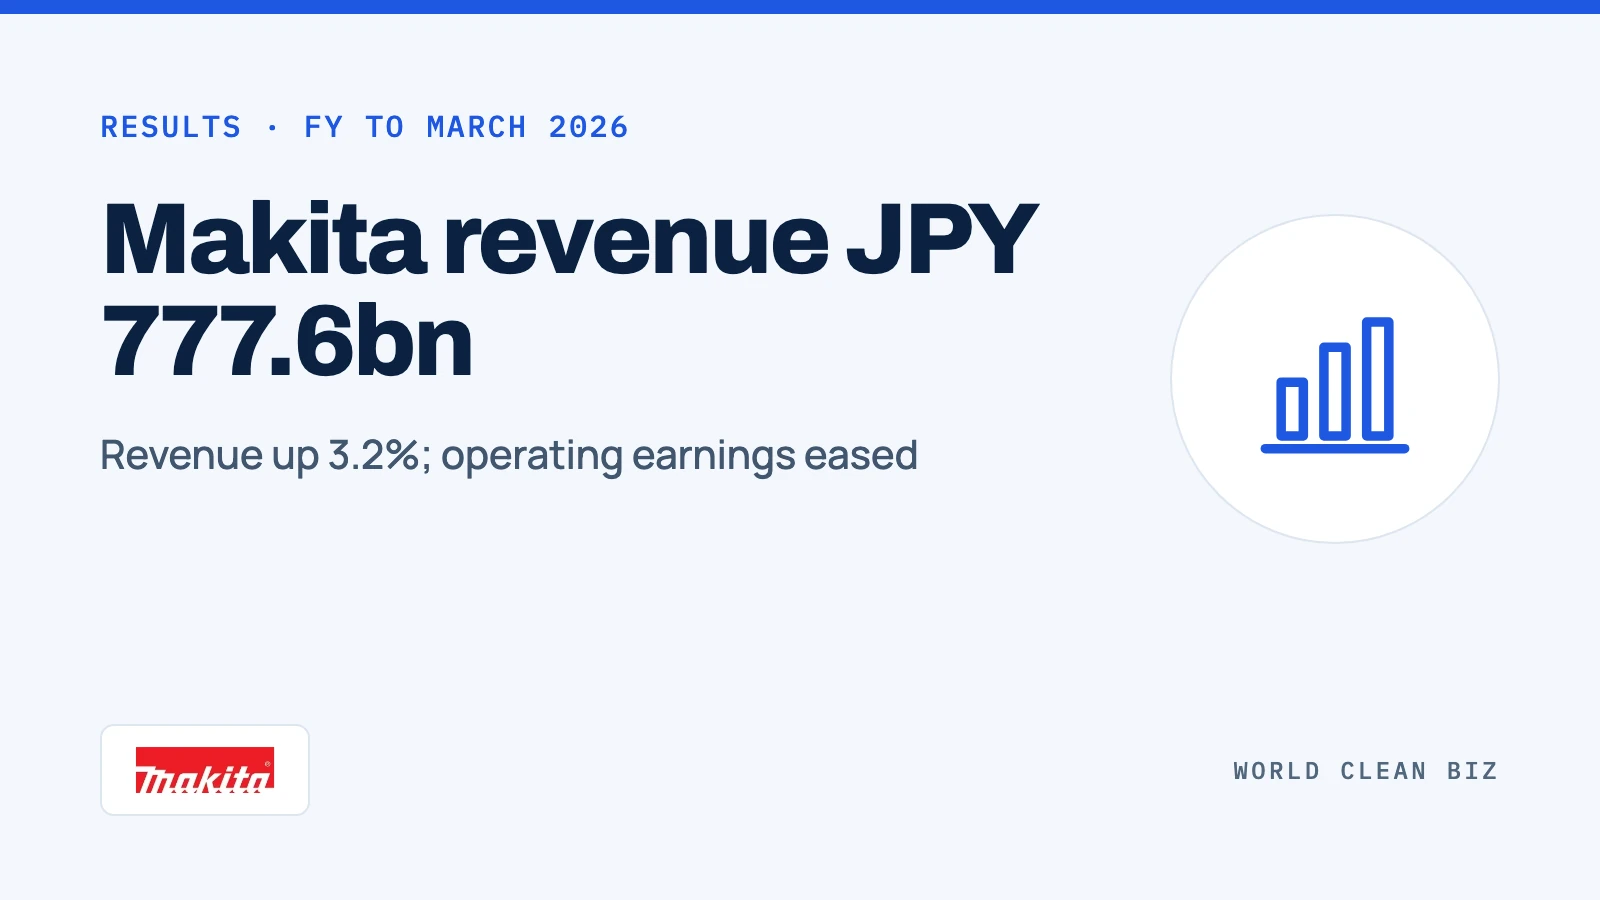 RESULTS · FY TO MARCH 2026
Makita revenue JPY
777.6bn
Revenue up 3.2%; operating earnings eased
makita®
WORLD CLEAN BIZ